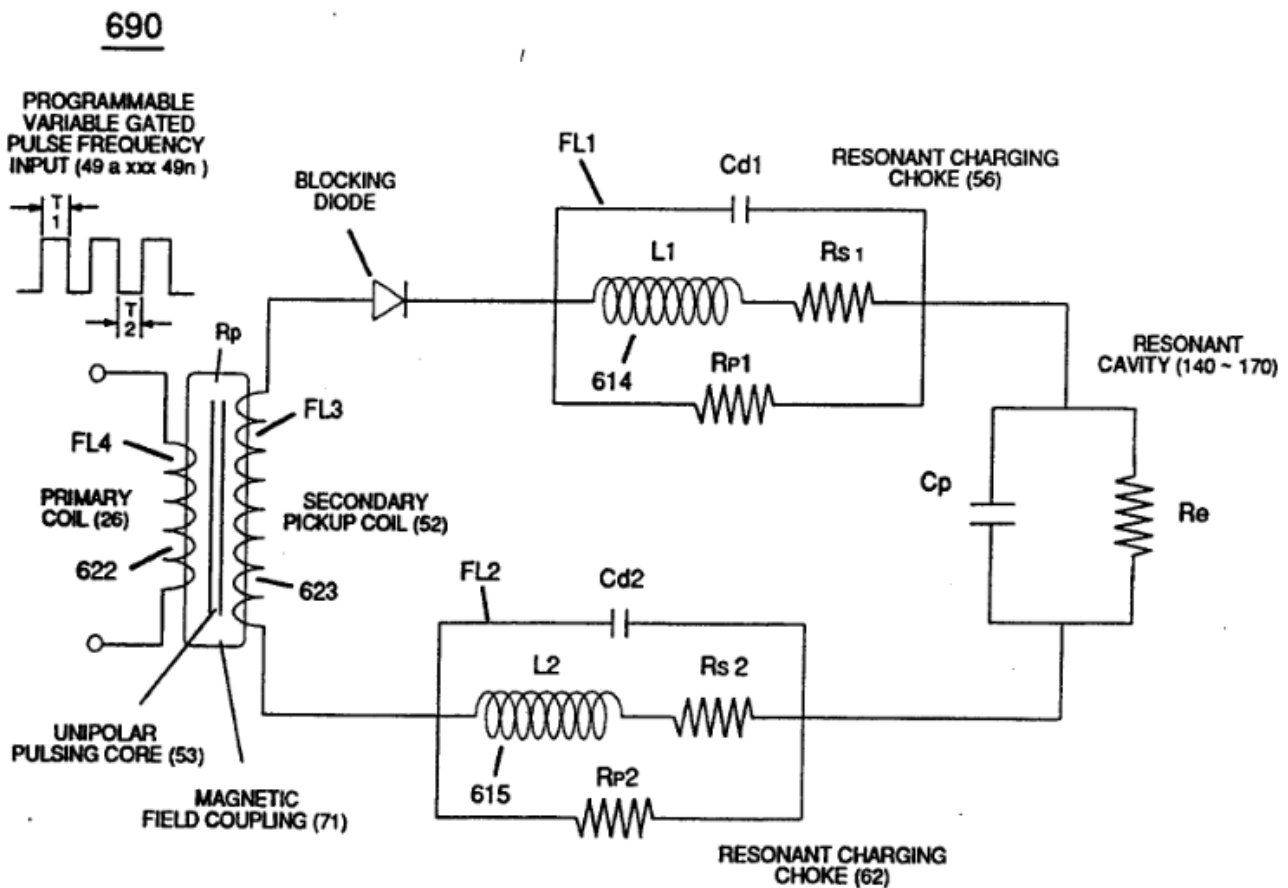 690
PROGRAMMABLE
VARIABLE GATED
PULSE FREQUENCY
INPUT (49 a xxx 49n )
T
1
T
2
BLOCKING
DIODE
FL1
Cd1
RESONANT CHARGING
CHOKE (56)
L1
Rs 1
614
RP1
Rp
FL3
FL4
PRIMARY
COIL (26)
622
SECONDARY
PICKUP COIL (52)
623
RESONANT
CAVITY (140 ~ 170)
Cp
Re
FL2
Cd2
L2
Rs 2
615
RP2
UNIPOLAR
PULSING CORE (53)
MAGNETIC
FIELD COUPLING (71)
RESONANT CHARGING
CHOKE (62)